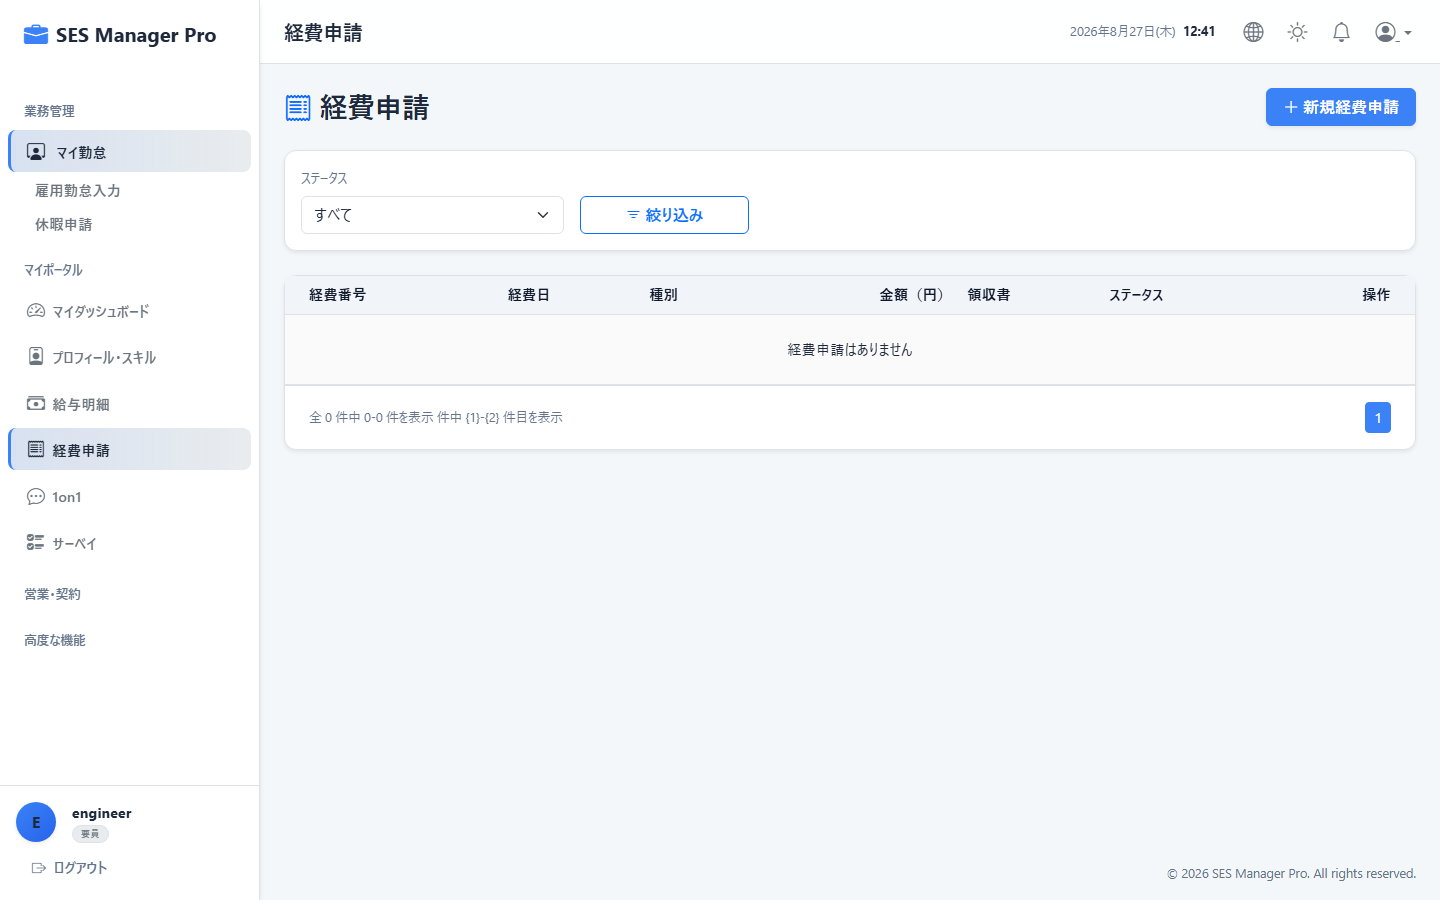 SES Manager Pro
業務管理
マイ勤怠
雇用勤怠入力
休暇申請
マイポータル
マイダッシュボード
プロフィール・スキル
給与明細
経費申請
1on1
サーベイ
営業・契約
高度な機能
E
engineer
要員
ログアウト
経費申請
2026年8月27日(木) 12:41
経費申請
新規経費申請
ステータス
すべて
絞り込み
経費番号 経費日 種別 金額（円） 領収書 ステータス 操作
経費申請はありません
全 0 件中 0-0 件を表示 件中 {1}-{2} 件目を表示
1
© 2026 SES Manager Pro. All rights reserved.